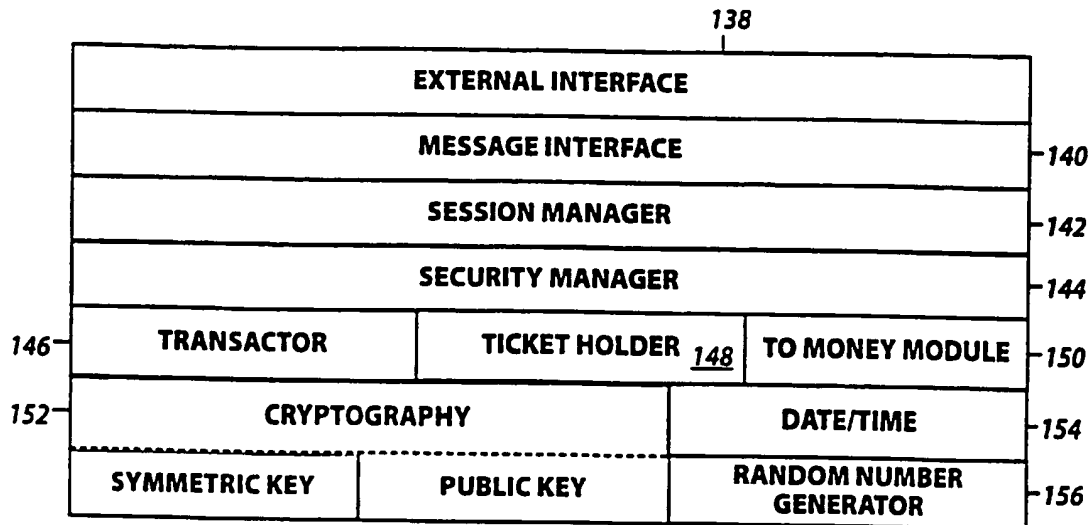 138
EXTERNAL INTERFACE
MESSAGE INTERFACE
140
SESSION MANAGER
142
SECURITY MANAGER
144
146
TRANSACTOR
TICKET HOLDER 148
TO MONEY MODULE
150
152
CRYPTOGRAPHY
DATE/TIME
154
SYMMETRIC KEY
PUBLIC KEY
RANDOM NUMBER
GENERATOR
156